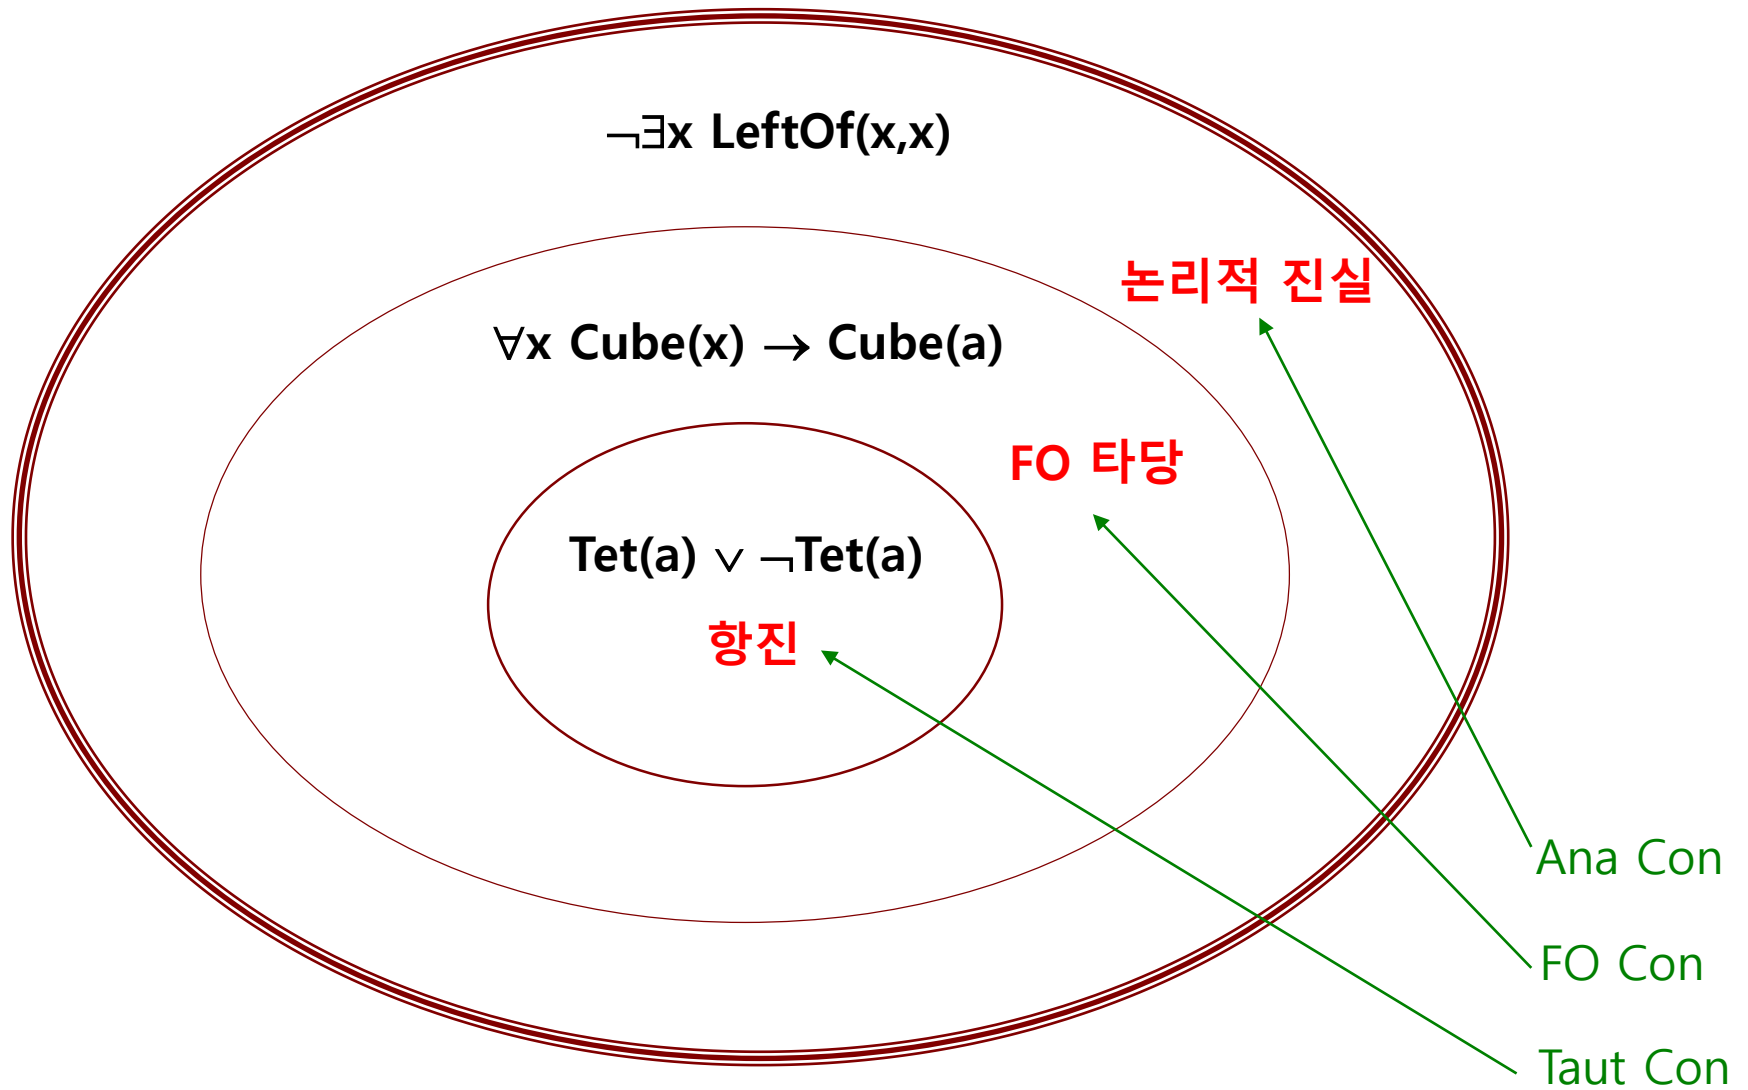 ¬∃x LeftOf(x,x)
논리적 진실
∀x Cube(x) → Cube(a)
FO 타당
Tet(a) ∨ ¬Tet(a)
항진
Ana Con
FO Con
Taut Con